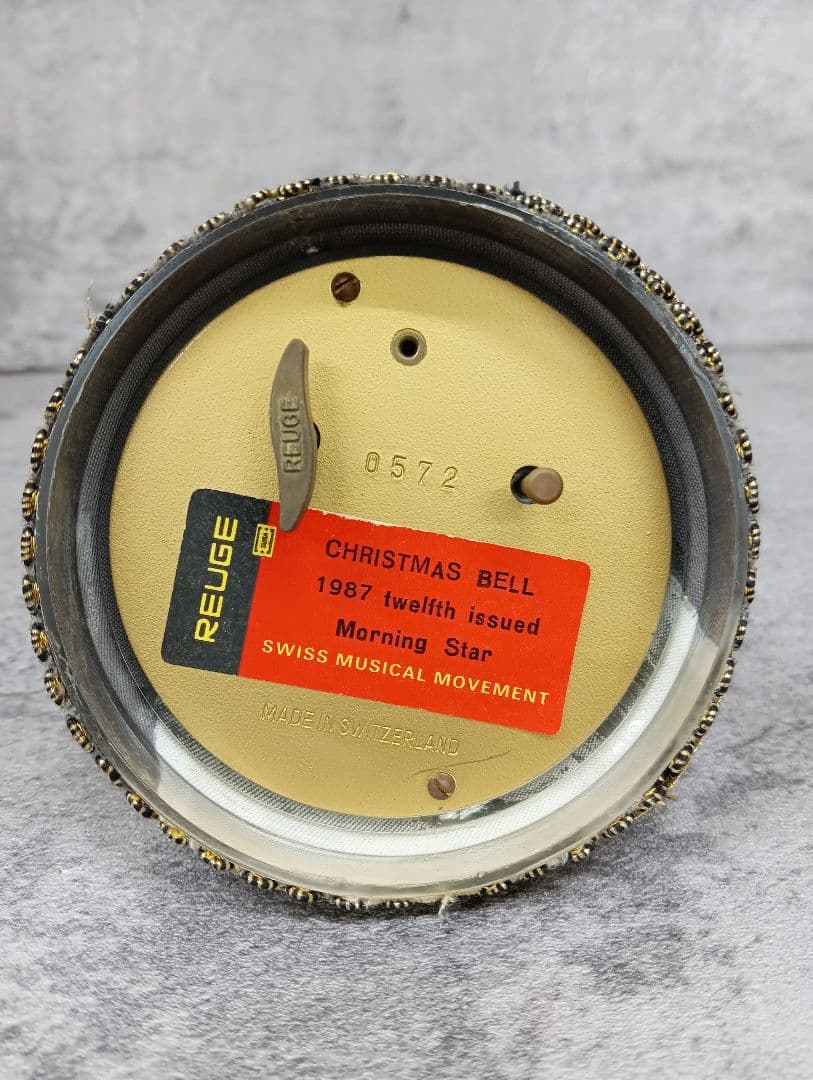 REUGE
0572
REUGE
CHRISTMAS BELL
1987 twelfth issued
Morning Star
SWISS MUSICAL MOVEMENT
MADE IN SWITZERLAND